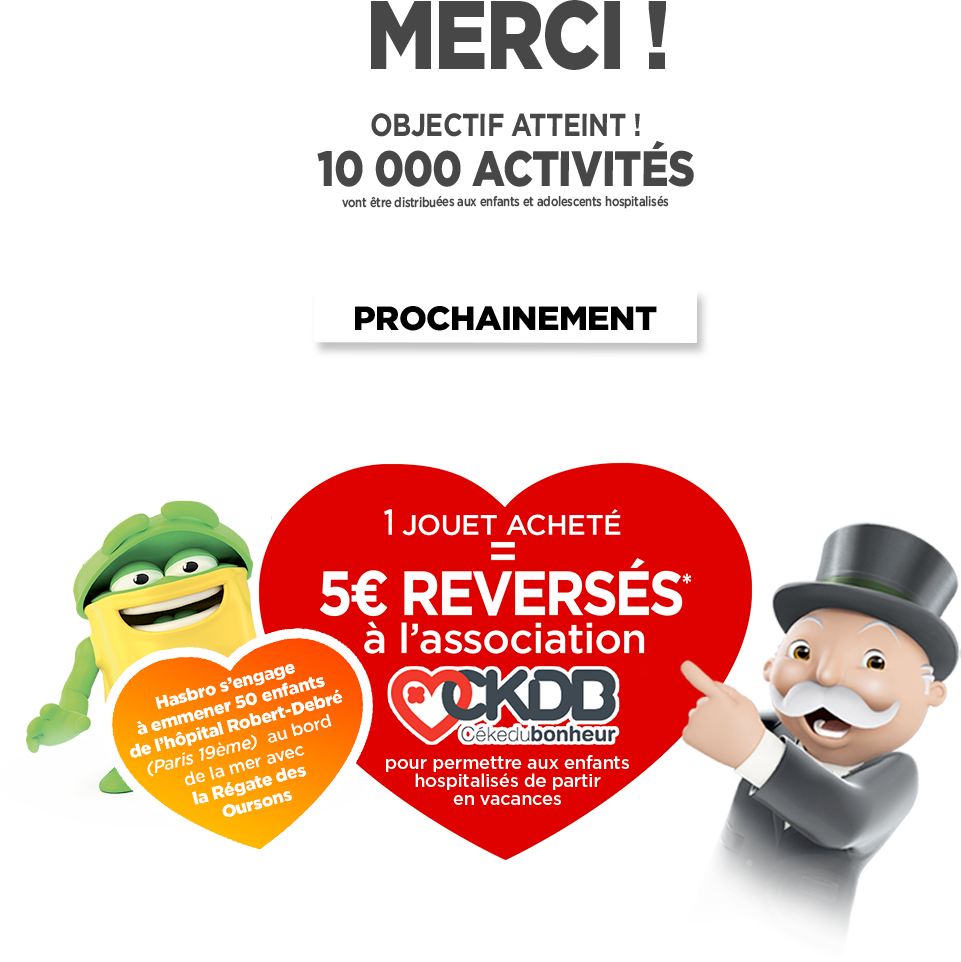 MERCI !
OBJECTIF ATTEINT !
10 000 ACTIVITÉS
vont être distribuées aux enfants et adolescents hospitalisés
PROCHAINEMENT
1 JOUET ACHETÉ
=
5€ REVERSÉS*
à l'association
CKDB
Cékedubonheur
pour permettre aux enfants
hospitalisés de partir
en vacances
Hasbro s'engage
à emmener 50 enfants
de l'hôpital Robert-Debré
(Paris 19ème) au bord
de la mer avec
la Régate des
Oursons